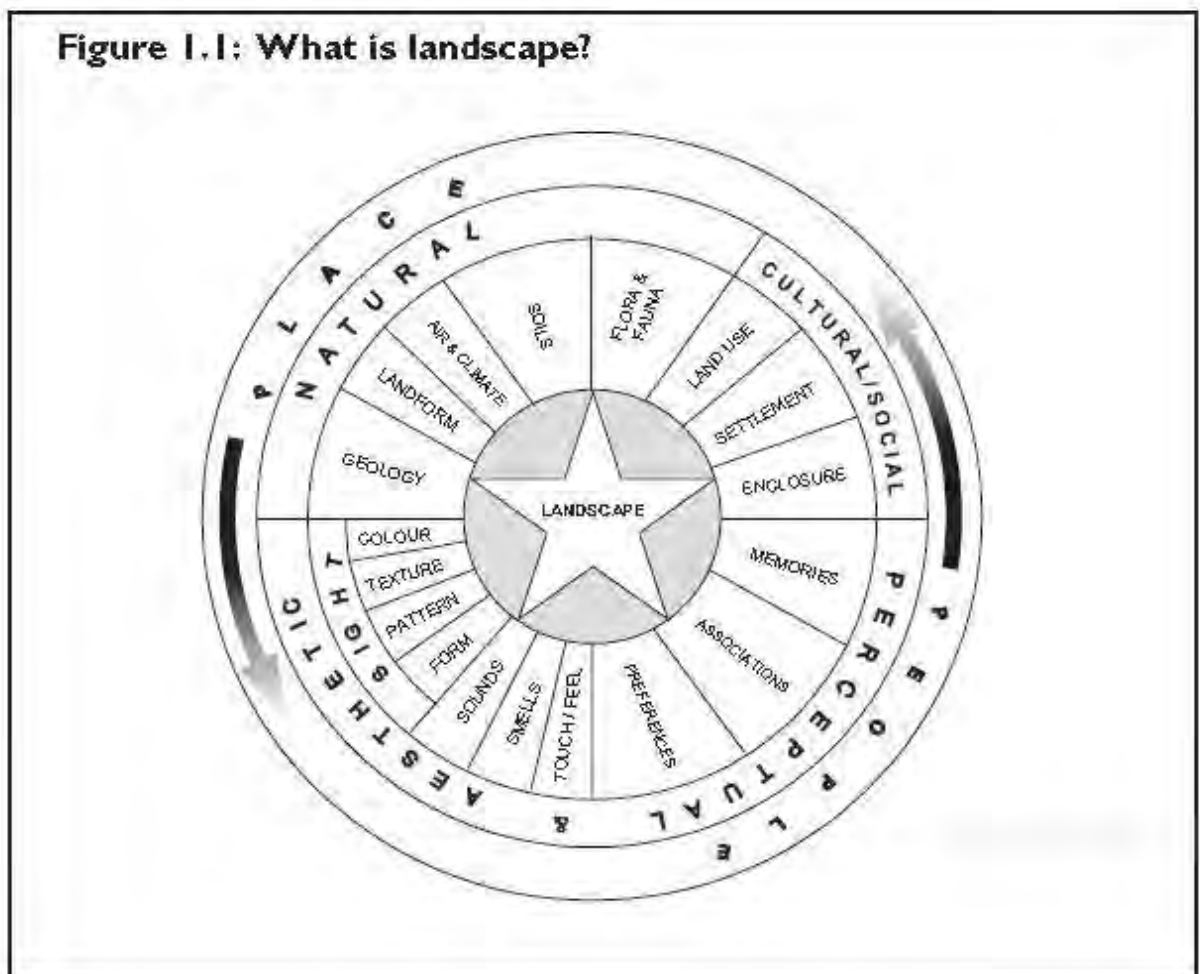 Figure 1.1: What is landscape?
PLACE
NATURAL
CULTURAL/SOCIAL
GEOLOGY
LANDFORM
AIR & CLIMATE
SOILS
FLORA &
FAUNA
LAND USE
SETTLEMENT
ENCLOSURE
LANDSCAPE
MEMORIES
ASSOCIATIONS
PREFERENCES
TOUCH / FEEL
SMELLS
SOUNDS
FORM
PATTERN
TEXTURE
COLOUR
SIGHT
PERCEPTUAL & AESTHETIC
PEOPLE